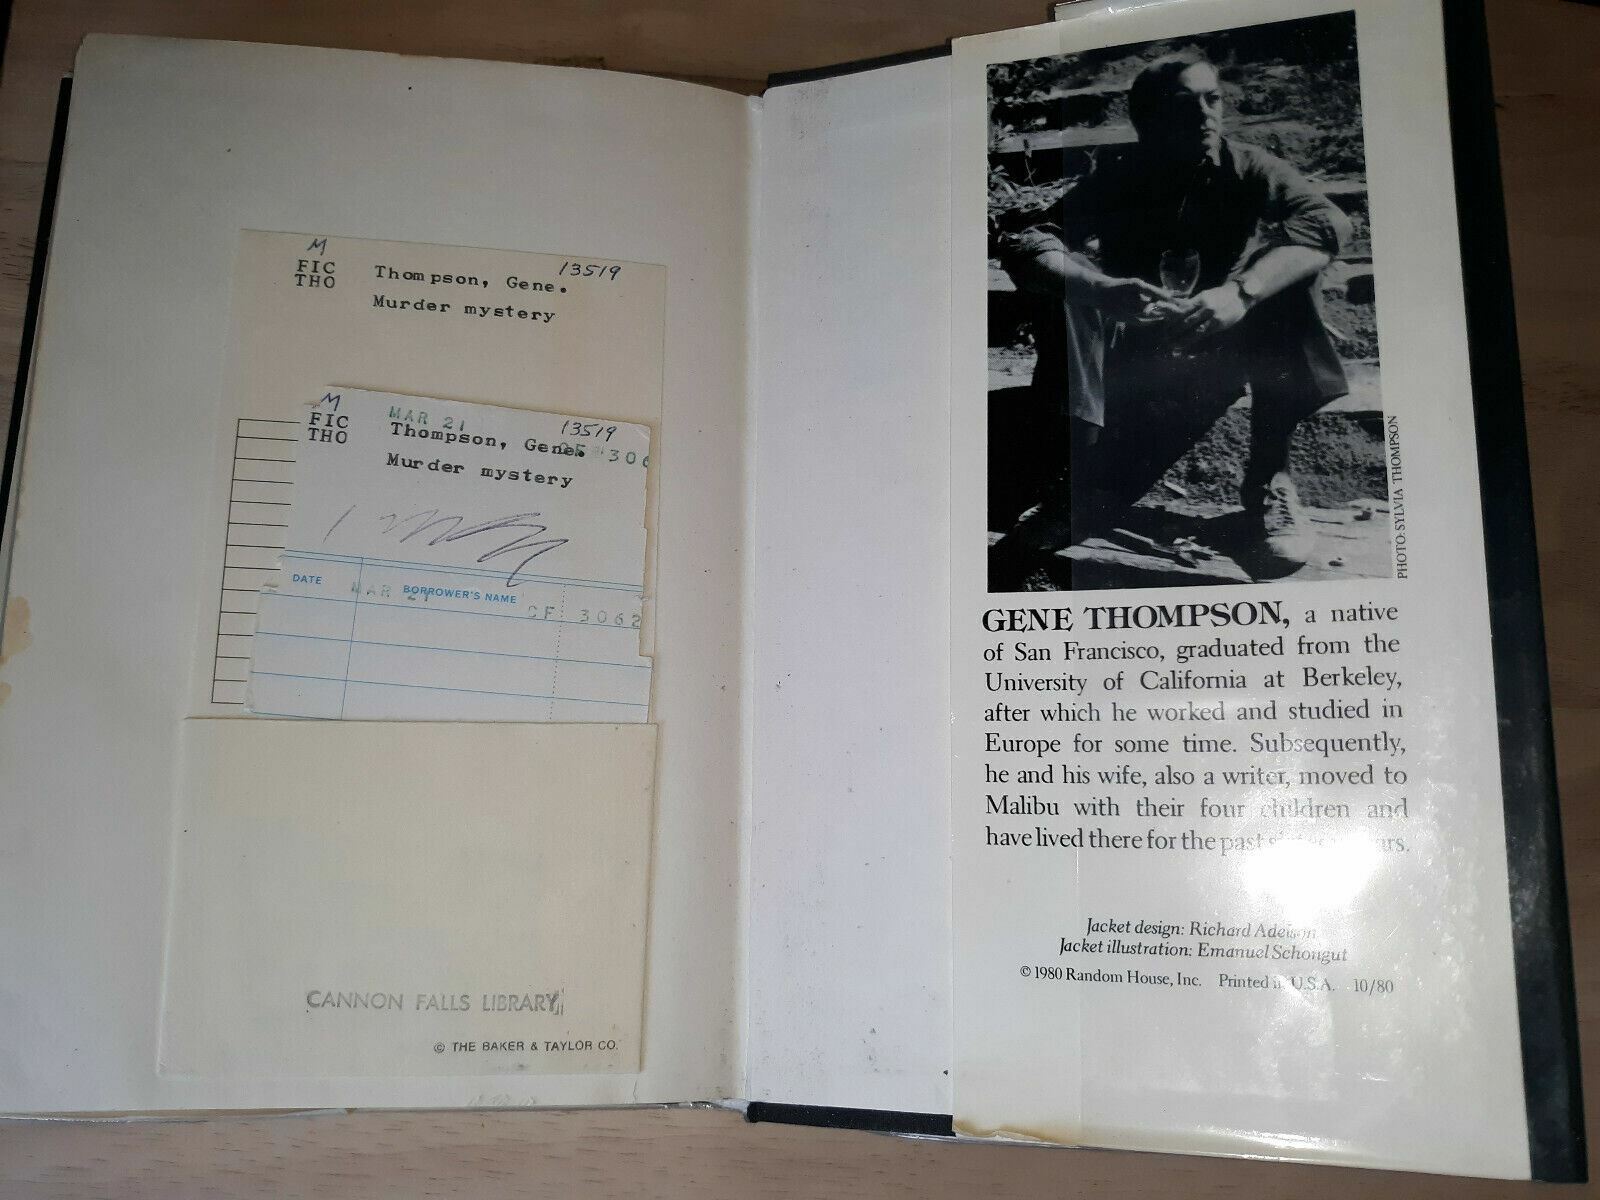 M
FIC
THO
Thompson, Gene.
13519
Murder mystery
M
FIC
THO
MAR 21
13519
Thompson, Gene.
CF 306
Murder mystery
DATE
BORROWER'S NAME
MAR 21
CF 3062
CANNON FALLS LIBRARY
© THE BAKER & TAYLOR CO.
PHOTO: SYLVIA THOMPSON
GENE THOMPSON, a native
of San Francisco, graduated from the
University of California at Berkeley,
after which he worked and studied in
Europe for some time. Subsequently,
he and his wife, also a writer, moved to
Malibu with their four children and
have lived there for the past
Jacket design: Richard
Jacket illustration: Emanuel Schongut
© 1980 Random House, Inc. Printed in U.S.A. 10/80